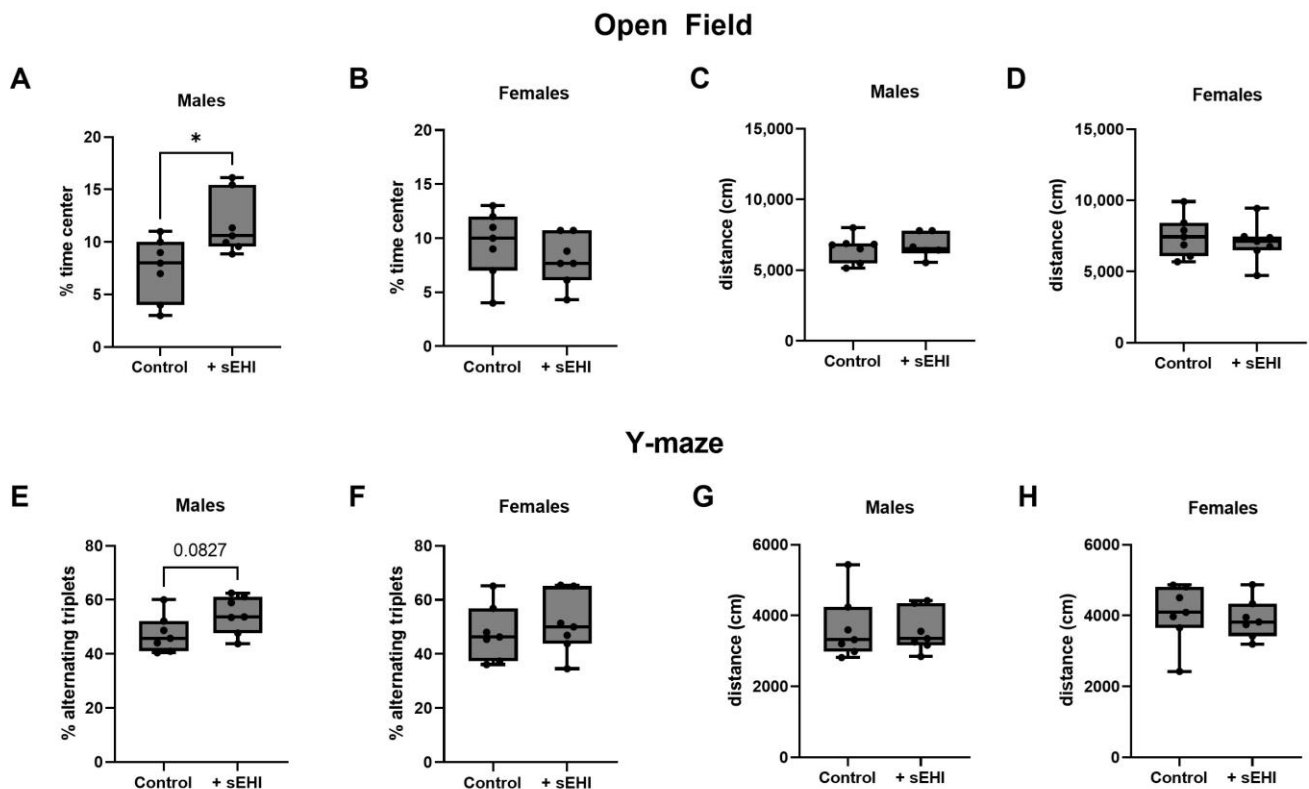 Open Field
A
Males
% time center
20
15
10
5
0
*
Control
+ sEHI
B
Females
% time center
20
15
10
5
0
Control
+ sEHI
C
Males
distance (cm)
15,000
10,000
5,000
0
Control
+ sEHI
D
Females
distance (cm)
15,000
10,000
5,000
0
Control
+ sEHI
Y-maze
E
Males
% alternating triplets
80
60
40
20
0
0.0827
Control
+ sEHI
F
Females
% alternating triplets
80
60
40
20
0
Control
+ sEHI
G
Males
distance (cm)
6000
4000
2000
0
Control
+ sEHI
H
Females
distance (cm)
6000
4000
2000
0
Control
+ sEHI